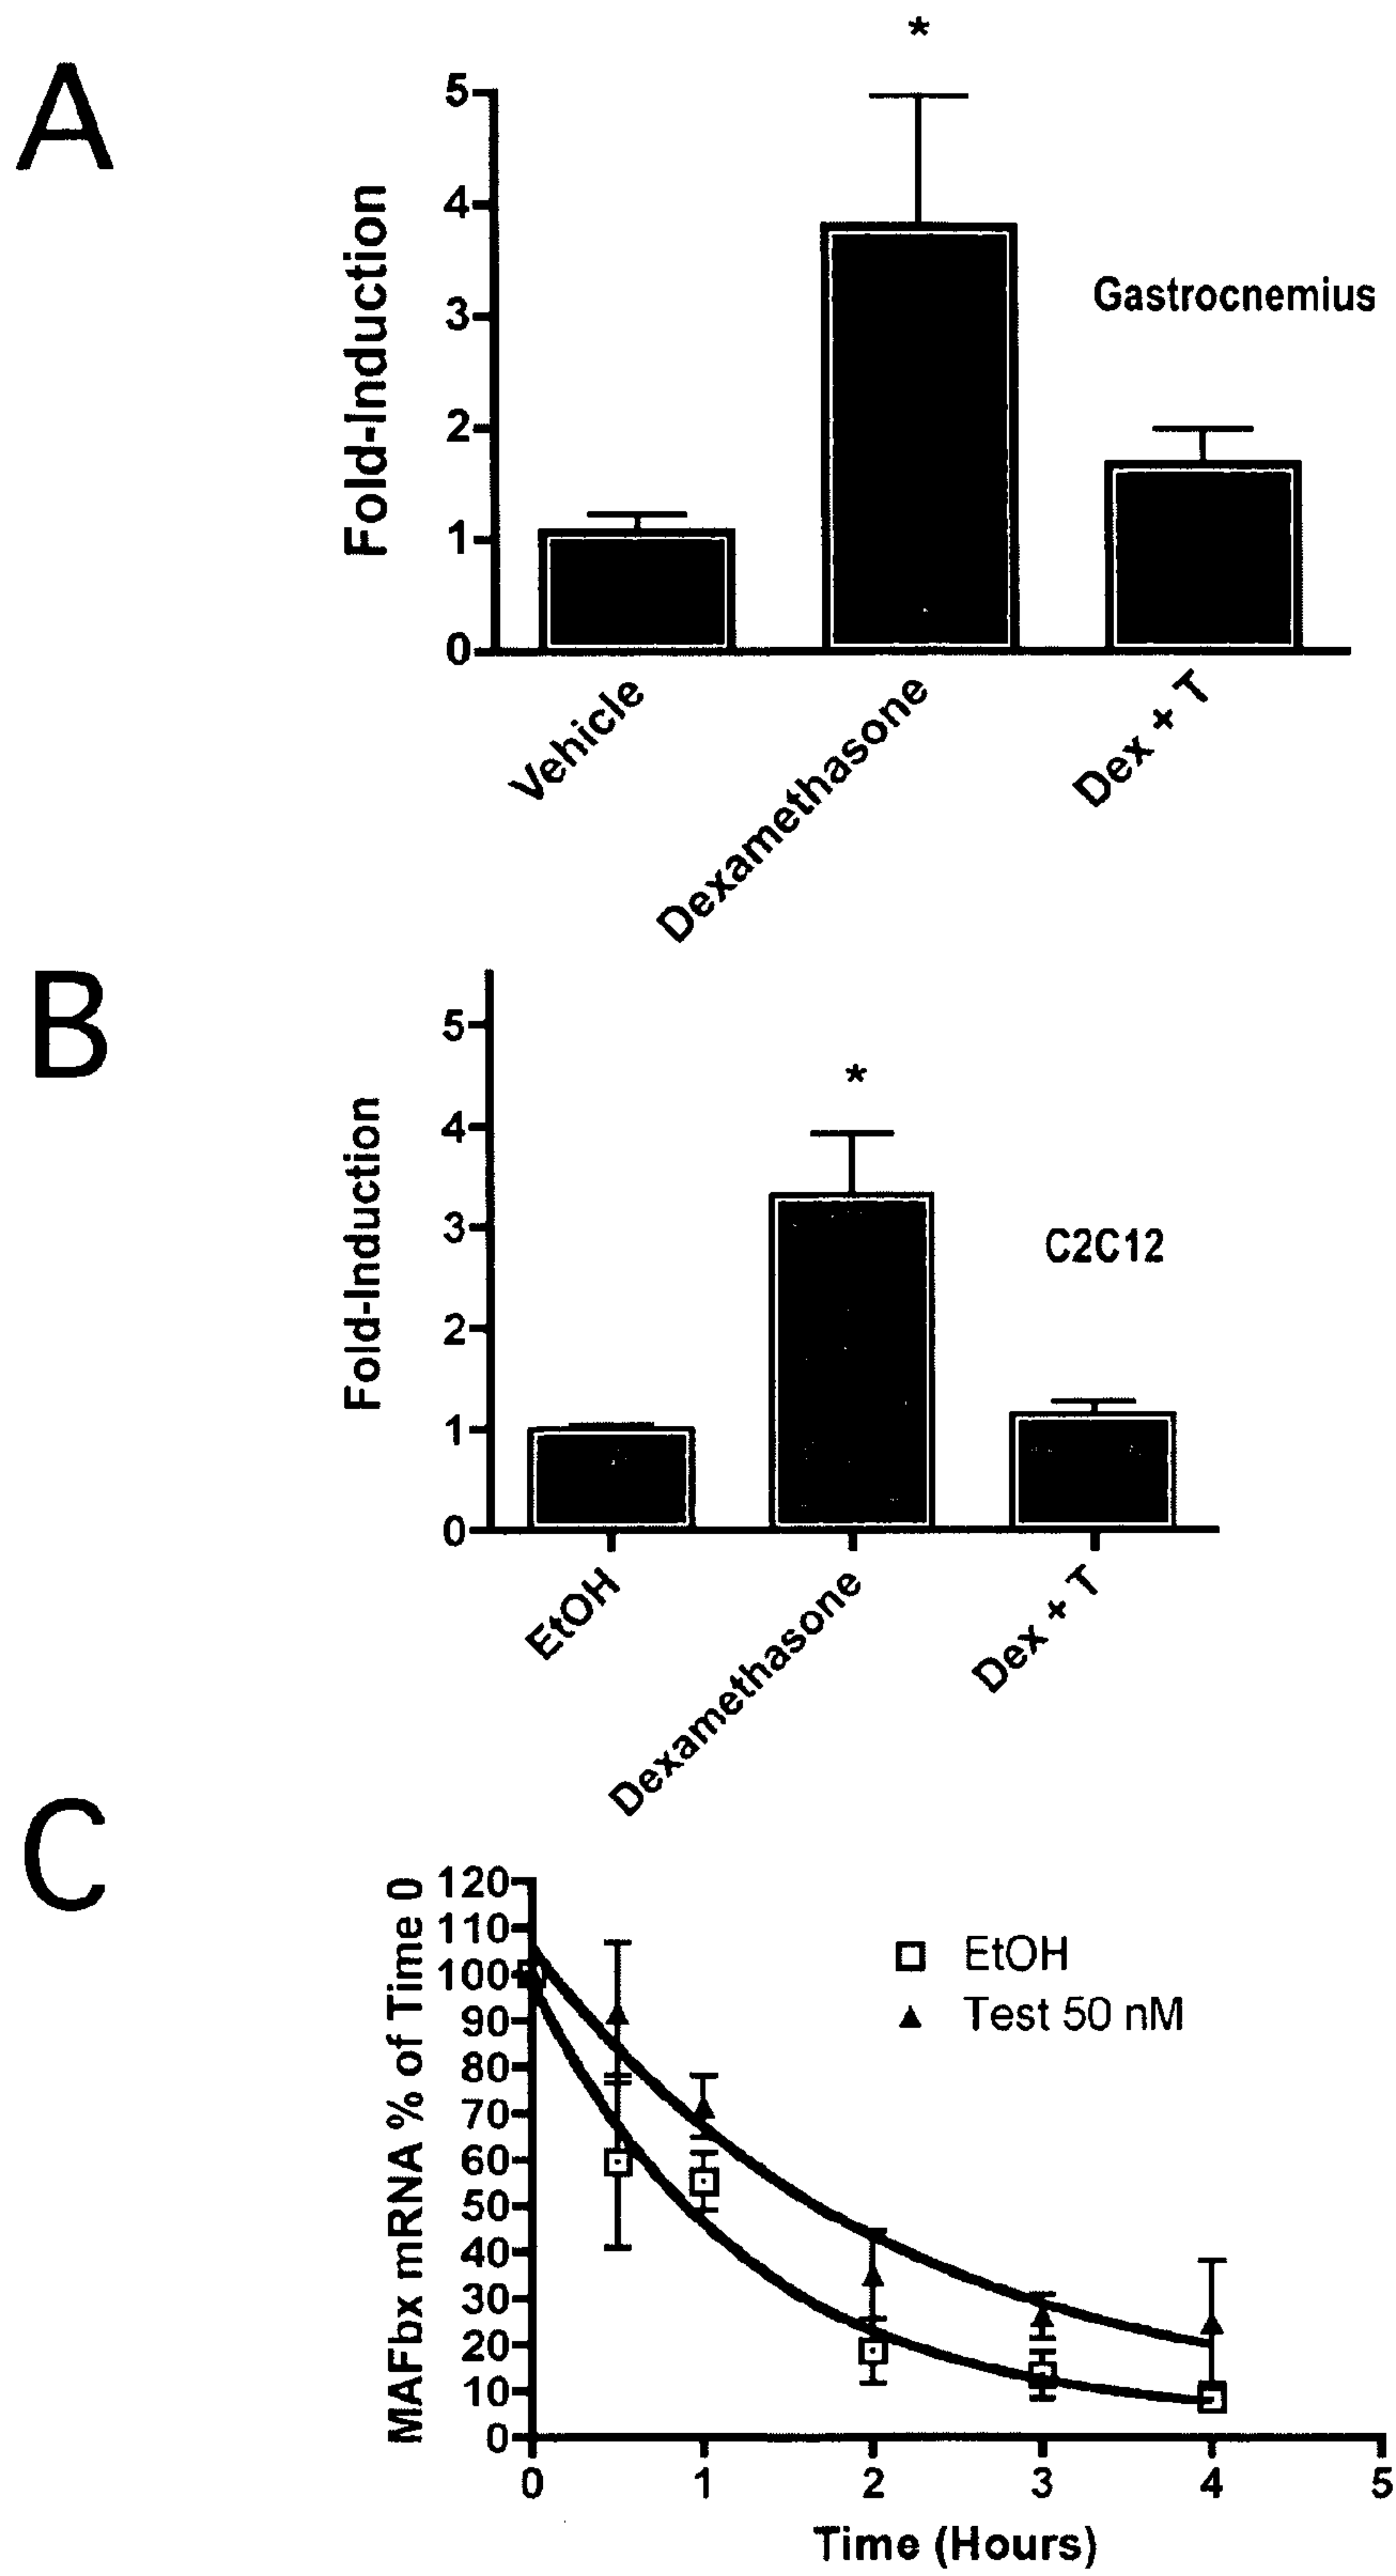 A
*
5
4
3
2
1
0
Fold-Induction
Gastrocnemius
Vehicle
Dexamethasone
Dex + T
B
*
5
4
3
2
1
0
Fold-Induction
C2C12
EtOH
Dexamethasone
Dex + T
C
120
110
100
90
80
70
60
50
40
30
20
10
0
MAFbx mRNA % of Time 0
EtOH
Test 50 nM
0 1 2 3 4 5
Time (Hours)